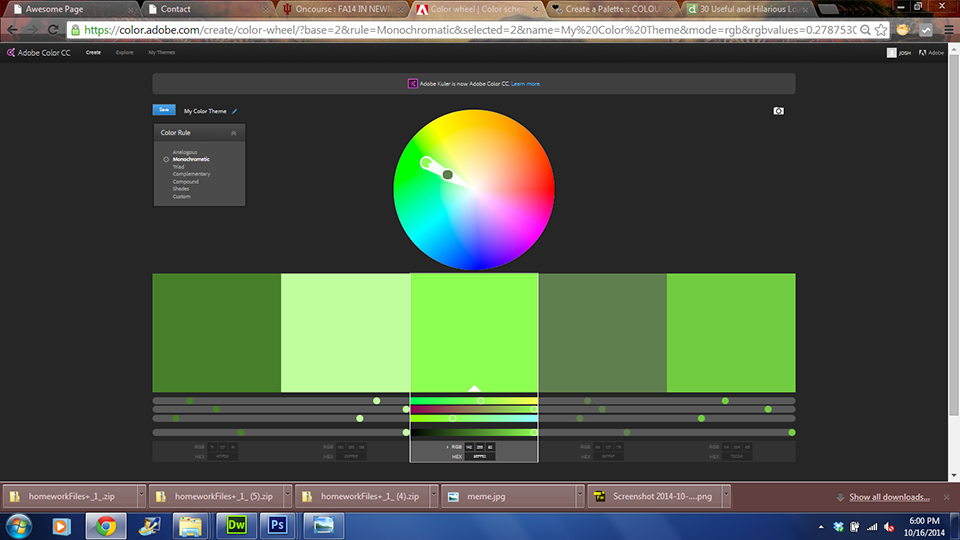 Awesome Page
Contact
Oncourse : FA14 IN NEWM
Color wheel | Color schem
Create a Palette :: COLOU
30 Useful and Hilarious Lo
https://color.adobe.com/create/color-wheel/?base=2&rule=Monochromatic&selected=2&name=My%20Color%20Theme&mode=rgb&rgbvalues=0.2787530
Adobe Color CC
Create
Explore
My Themes
JOSH
Adobe
Adobe Kuler is now Adobe Color CC. Learn more
Save
My Color Theme
Color Rule
Analogous
Monochromatic
Triad
Complementary
Compound
Shades
Custom
RGB
RGB
RGB
RGB
RGB
HEX
HEX
HEX
HEX
HEX
homeworkFiles+_1_.zip
homeworkFiles+_1_ (5).zip
homeworkFiles+_1_ (4).zip
meme.jpg
Screenshot 2014-10-....png
Show all downloads...
Dw
Ps
6:00 PM
10/16/2014